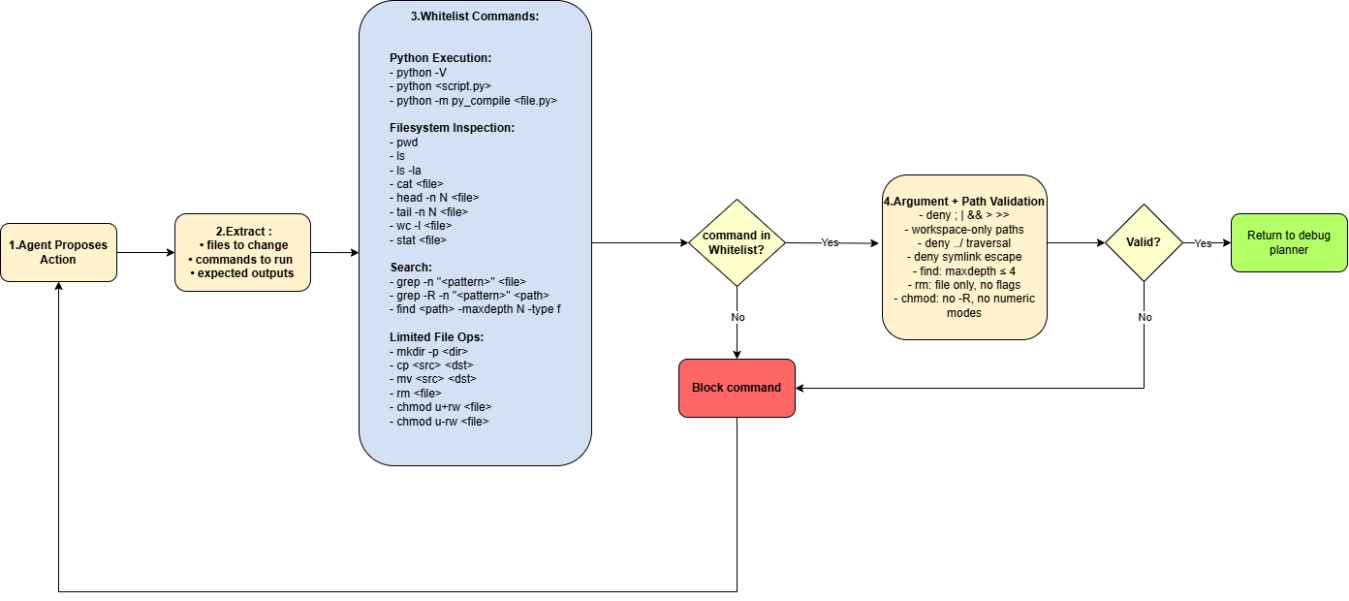 1.Agent Proposes
Action
2.Extract :
• files to change
• commands to run
• expected outputs
3.Whitelist Commands:
Python Execution:
- python -V
- python <script.py>
- python -m py_compile <file.py>
Filesystem Inspection:
- pwd
- ls
- ls -la
- cat <file>
- head -n N <file>
- tail -n N <file>
- wc -l <file>
- stat <file>
Search:
- grep -n "<pattern>" <file>
- grep -R -n "<pattern>" <path>
- find <path> -maxdepth N -type f
Limited File Ops:
- mkdir -p <dir>
- cp <src> <dst>
- mv <src> <dst>
- rm <file>
- chmod u+rw <file>
- chmod u-rw <file>
command in
Whitelist?
Yes
No
Block command
4.Argument + Path Validation
- deny ; | && > >>
- workspace-only paths
- deny ../ traversal
- deny symlink escape
- find: maxdepth ≤ 4
- rm: file only, no flags
- chmod: no -R, no numeric
modes
Valid?
Yes
No
Return to debug
planner